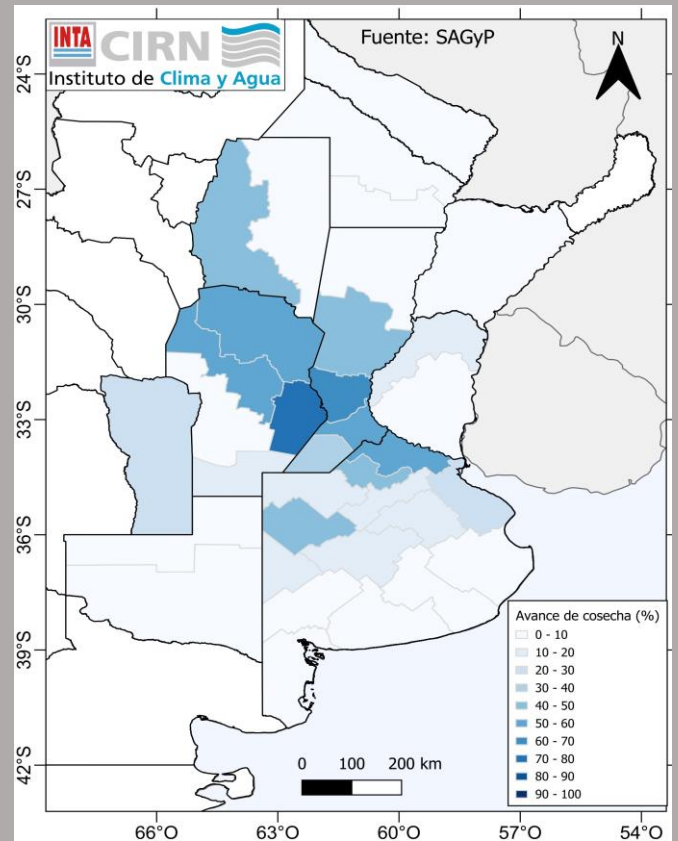 INTA
CIRN
Instituto de Clima y Agua
Fuente: SAGyP
N
24°S
27°S
30°S
33°S
36°S
39°S
42°S
Avance de cosecha (%)
0 - 10
10 - 20
20 - 30
30 - 40
40 - 50
50 - 60
60 - 70
70 - 80
80 - 90
90 - 100
0 100 200 km
66°O 63°O 60°O 57°O 54°O